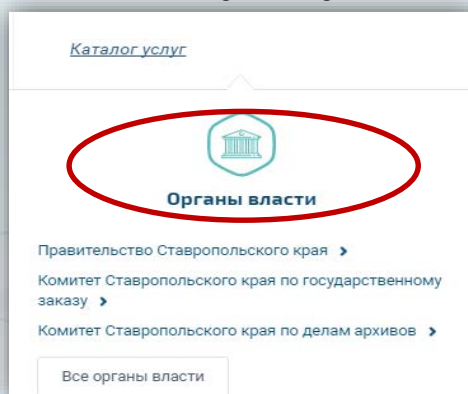 Каталог услуг
Органы власти
Правительство Ставропольского края >
Комитет Ставропольского края по государственному
заказу >
Комитет Ставропольского края по делам архивов >
Все органы власти